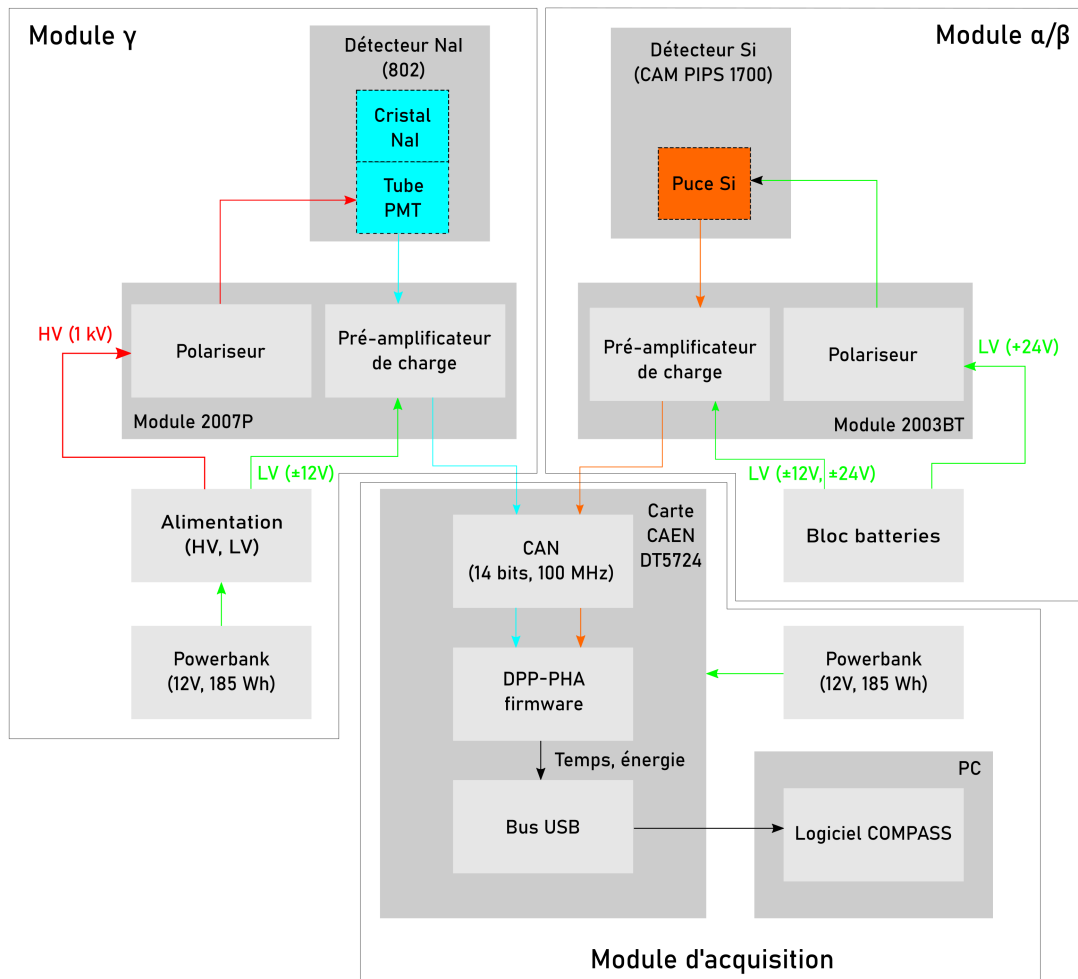 Module γ
Détecteur NaI
(802)
Cristal
NaI
Tube
PMT
HV (1 kV)
Polariseur
Pré-amplificateur
de charge
Module 2007P
LV (±12V)
Alimentation
(HV, LV)
Powerbank
(12V, 185 Wh)
Module α/β
Détecteur Si
(CAM PIPS 1700)
Puce Si
Pré-amplificateur
de charge
Polariseur
LV (+24V)
Module 2003BT
LV (±12V, ±24V)
Bloc batteries
Carte
CAEN
DT5724
CAN
(14 bits, 100 MHz)
DPP-PHA
firmware
Powerbank
(12V, 185 Wh)
Temps, énergie
Bus USB
PC
Logiciel COMPASS
Module d'acquisition